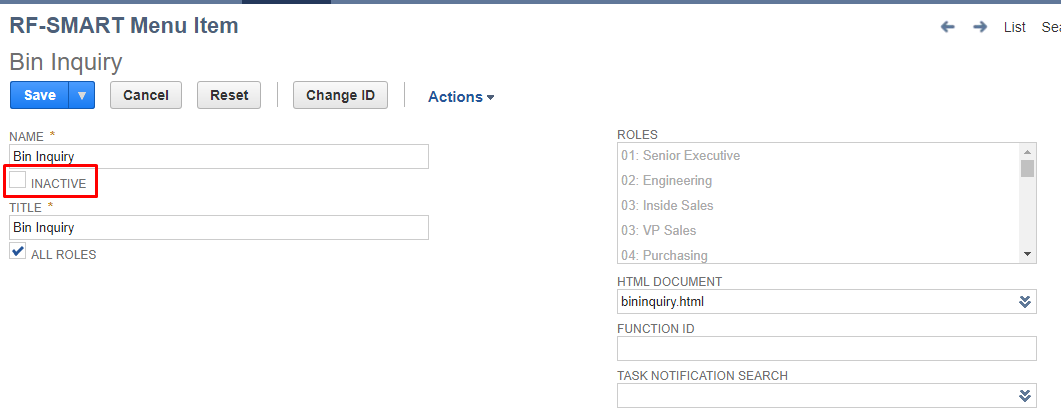 RF-SMART Menu Item
List
Sea
Bin Inquiry
Save
Cancel
Reset
Change ID
Actions
NAME *
Bin Inquiry
INACTIVE
TITLE *
Bin Inquiry
ALL ROLES
ROLES
01: Senior Executive
02: Engineering
03: Inside Sales
03: VP Sales
04: Purchasing
HTML DOCUMENT
bininquiry.html
FUNCTION ID
TASK NOTIFICATION SEARCH